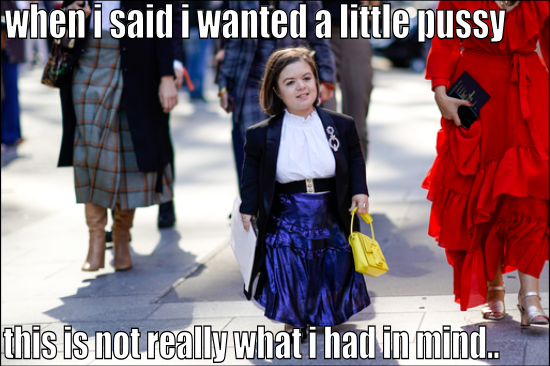 when i said i wanted a little pussy
this is not really what i had in mind..